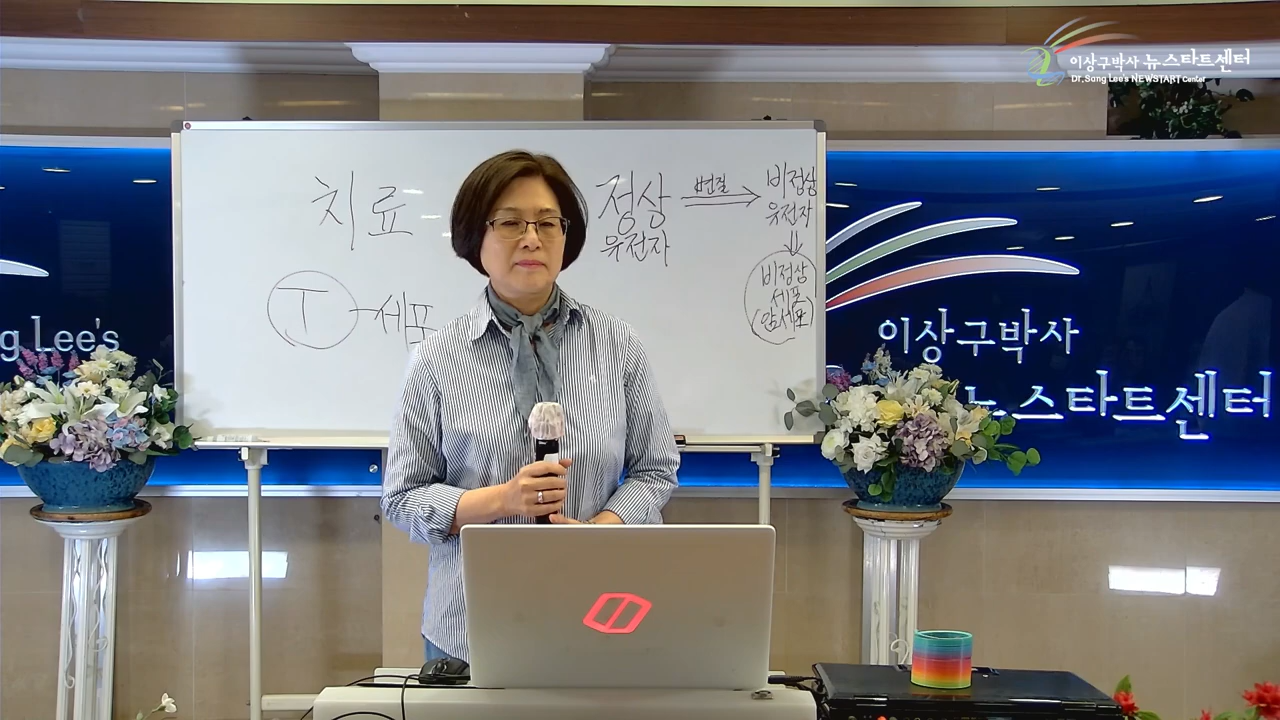 이상구박사 뉴스타트센터
Dr. Sang Lee's NEWSTART Center
치료
정상
유전자
변질
비정상
유전자
비정상
세포
(암세포)
T-세포
g Lee's
이상구박사
뉴스타트센터